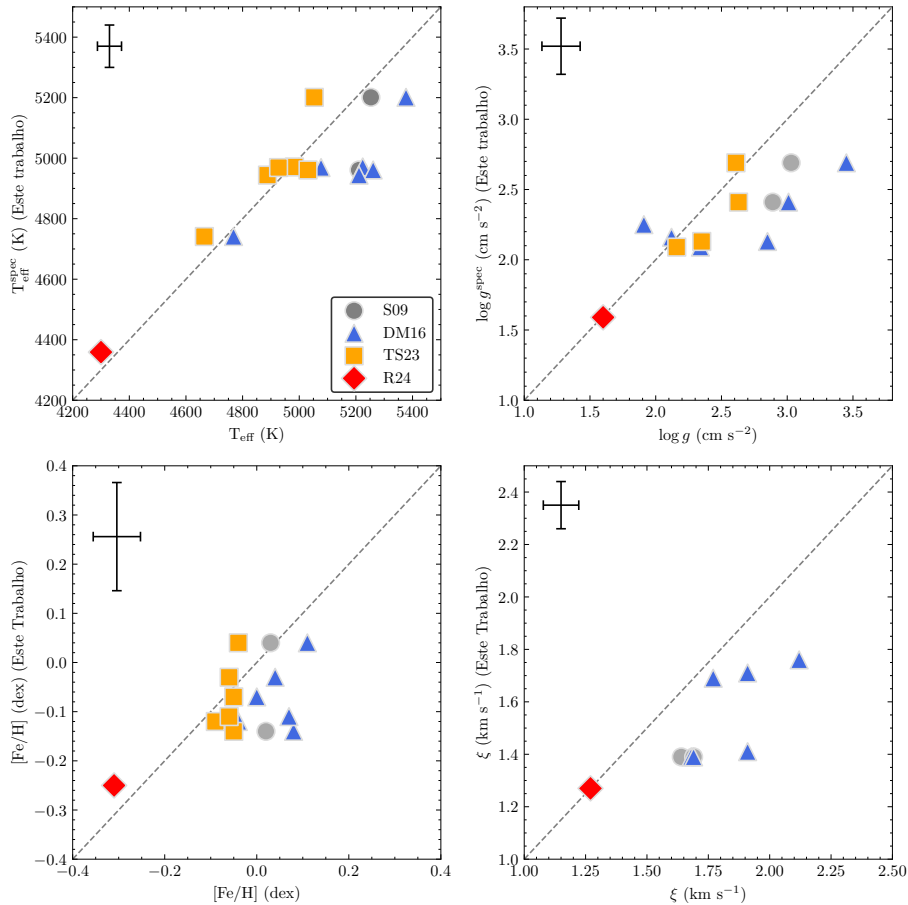 5400
5200
5000
4800
4600
4400
4200
T_eff^spec (K) (Este trabalho)
4200 4400 4600 4800 5000 5200 5400
T_eff (K)
S09
DM16
TS23
R24
3.5
3.0
2.5
2.0
1.5
1.0
log g^spec (cm s⁻²) (Este trabalho)
1.0 1.5 2.0 2.5 3.0 3.5
log g (cm s⁻²)
0.4
0.3
0.2
0.1
0.0
−0.1
−0.2
−0.3
−0.4
[Fe/H] (dex) (Este Trabalho)
−0.4 −0.2 0.0 0.2 0.4
[Fe/H] (dex)
2.4
2.2
2.0
1.8
1.6
1.4
1.2
1.0
ξ (km s⁻¹) (Este Trabalho)
1.00 1.25 1.50 1.75 2.00 2.25 2.50
ξ (km s⁻¹)